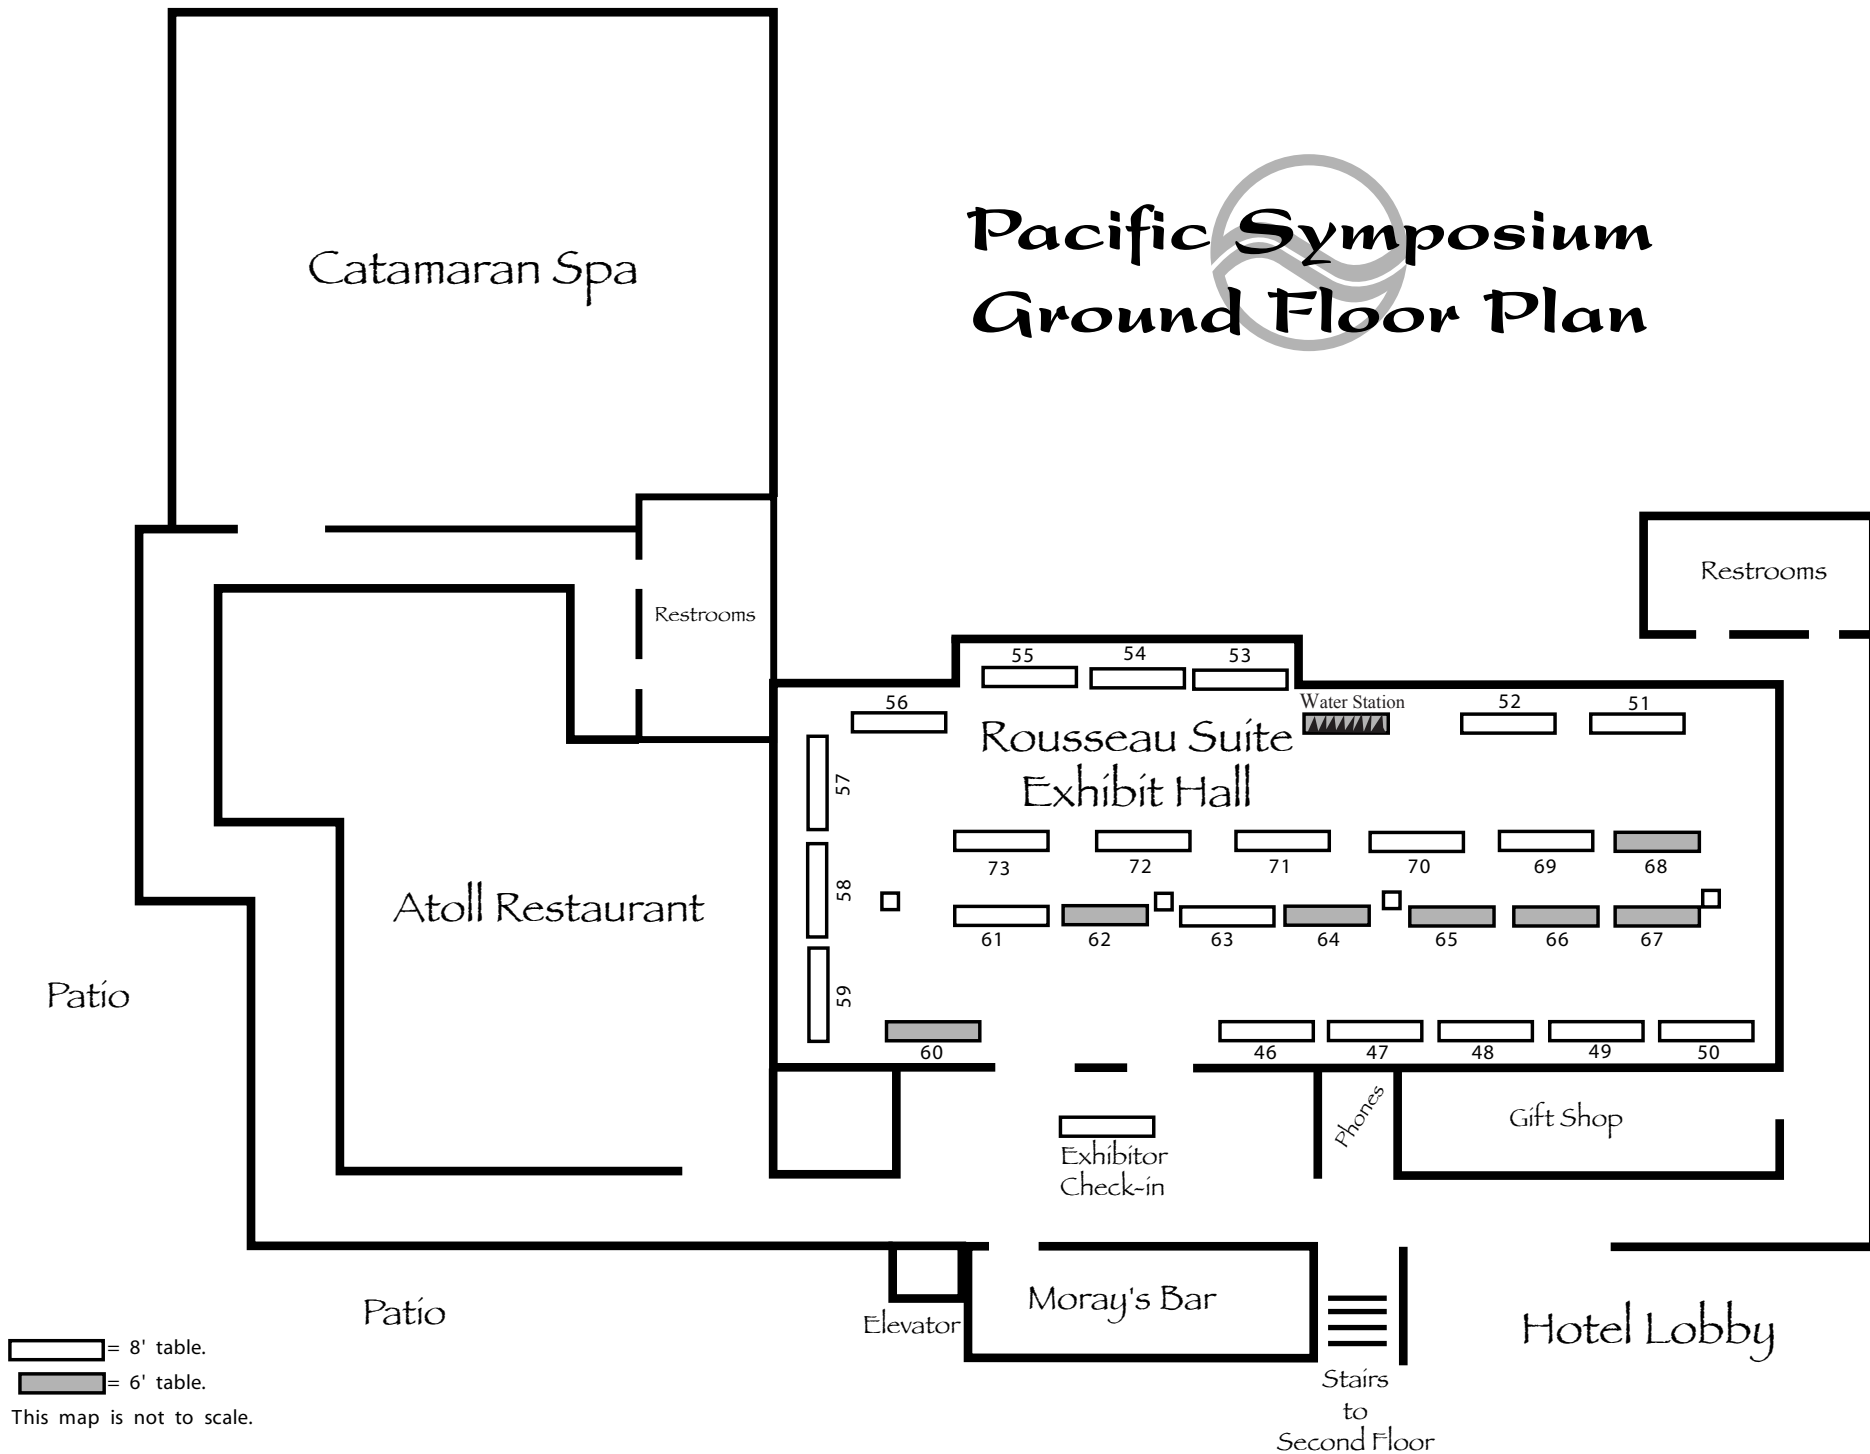 Pacific Symposium
Ground Floor Plan
Catamaran Spa
Restrooms
Restrooms
55
54
53
56
Water Station
52
51
Rousseau Suite
Exhibit Hall
57
73
72
71
70
69
68
58
Atoll Restaurant
61
62
63
64
65
66
67
59
Patio
60
46
47
48
49
50
Phones
Gift Shop
Exhibitor
Check-in
Moray's Bar
Patio
Elevator
Hotel Lobby
= 8' table.
= 6' table.
This map is not to scale.
Stairs
to
Second Floor